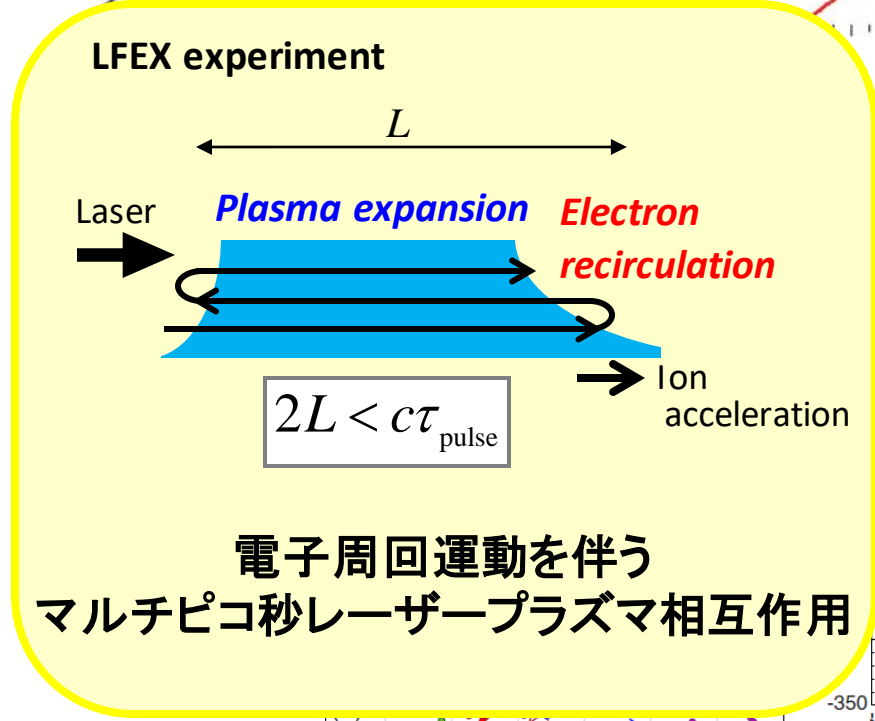 LFEX experiment
L
Laser
Plasma expansion
Electron
recirculation
Ion
acceleration
2L < cτpulse
電子周回運動を伴う
マルチピコ秒レーザープラズマ相互作用
-350